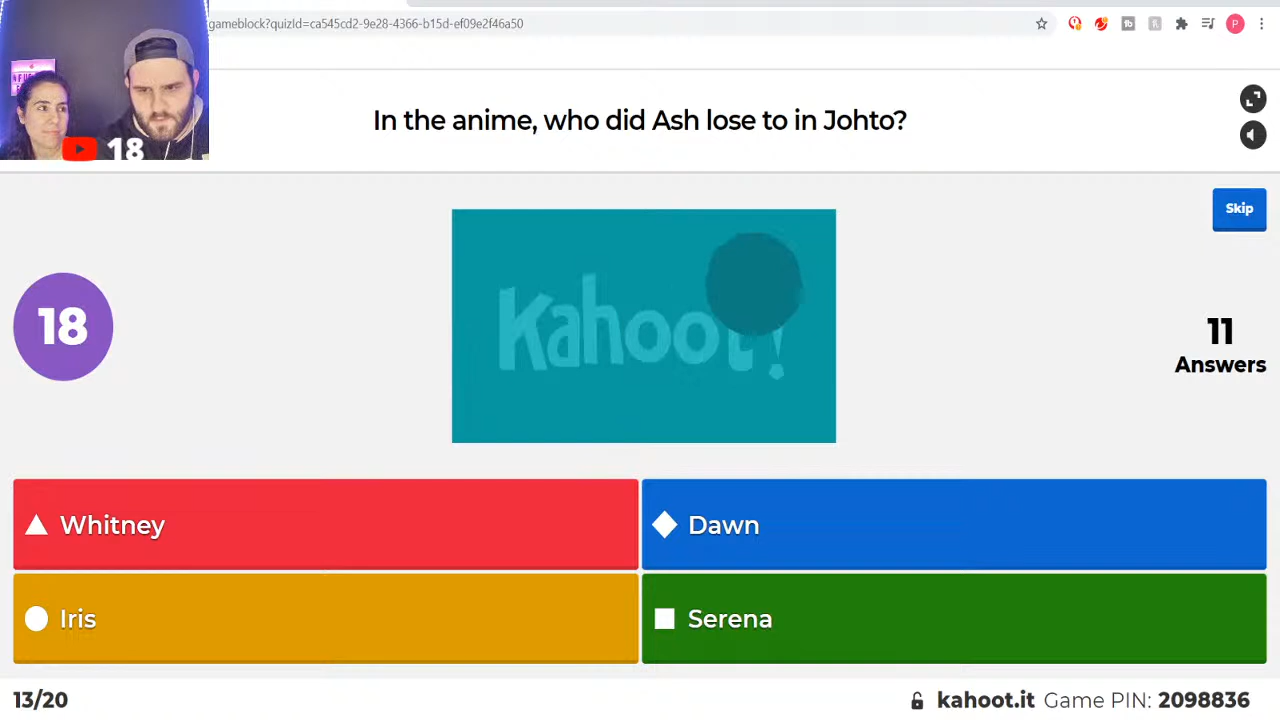 gameblock?quizId=ca545cd2-9e28-4366-b15d-ef09e2f46a50
18
In the anime, who did Ash lose to in Johto?
Skip
18
Kahoot!
11
Answers
Whitney
Dawn
Iris
Serena
13/20
kahoot.it Game PIN: 2098836